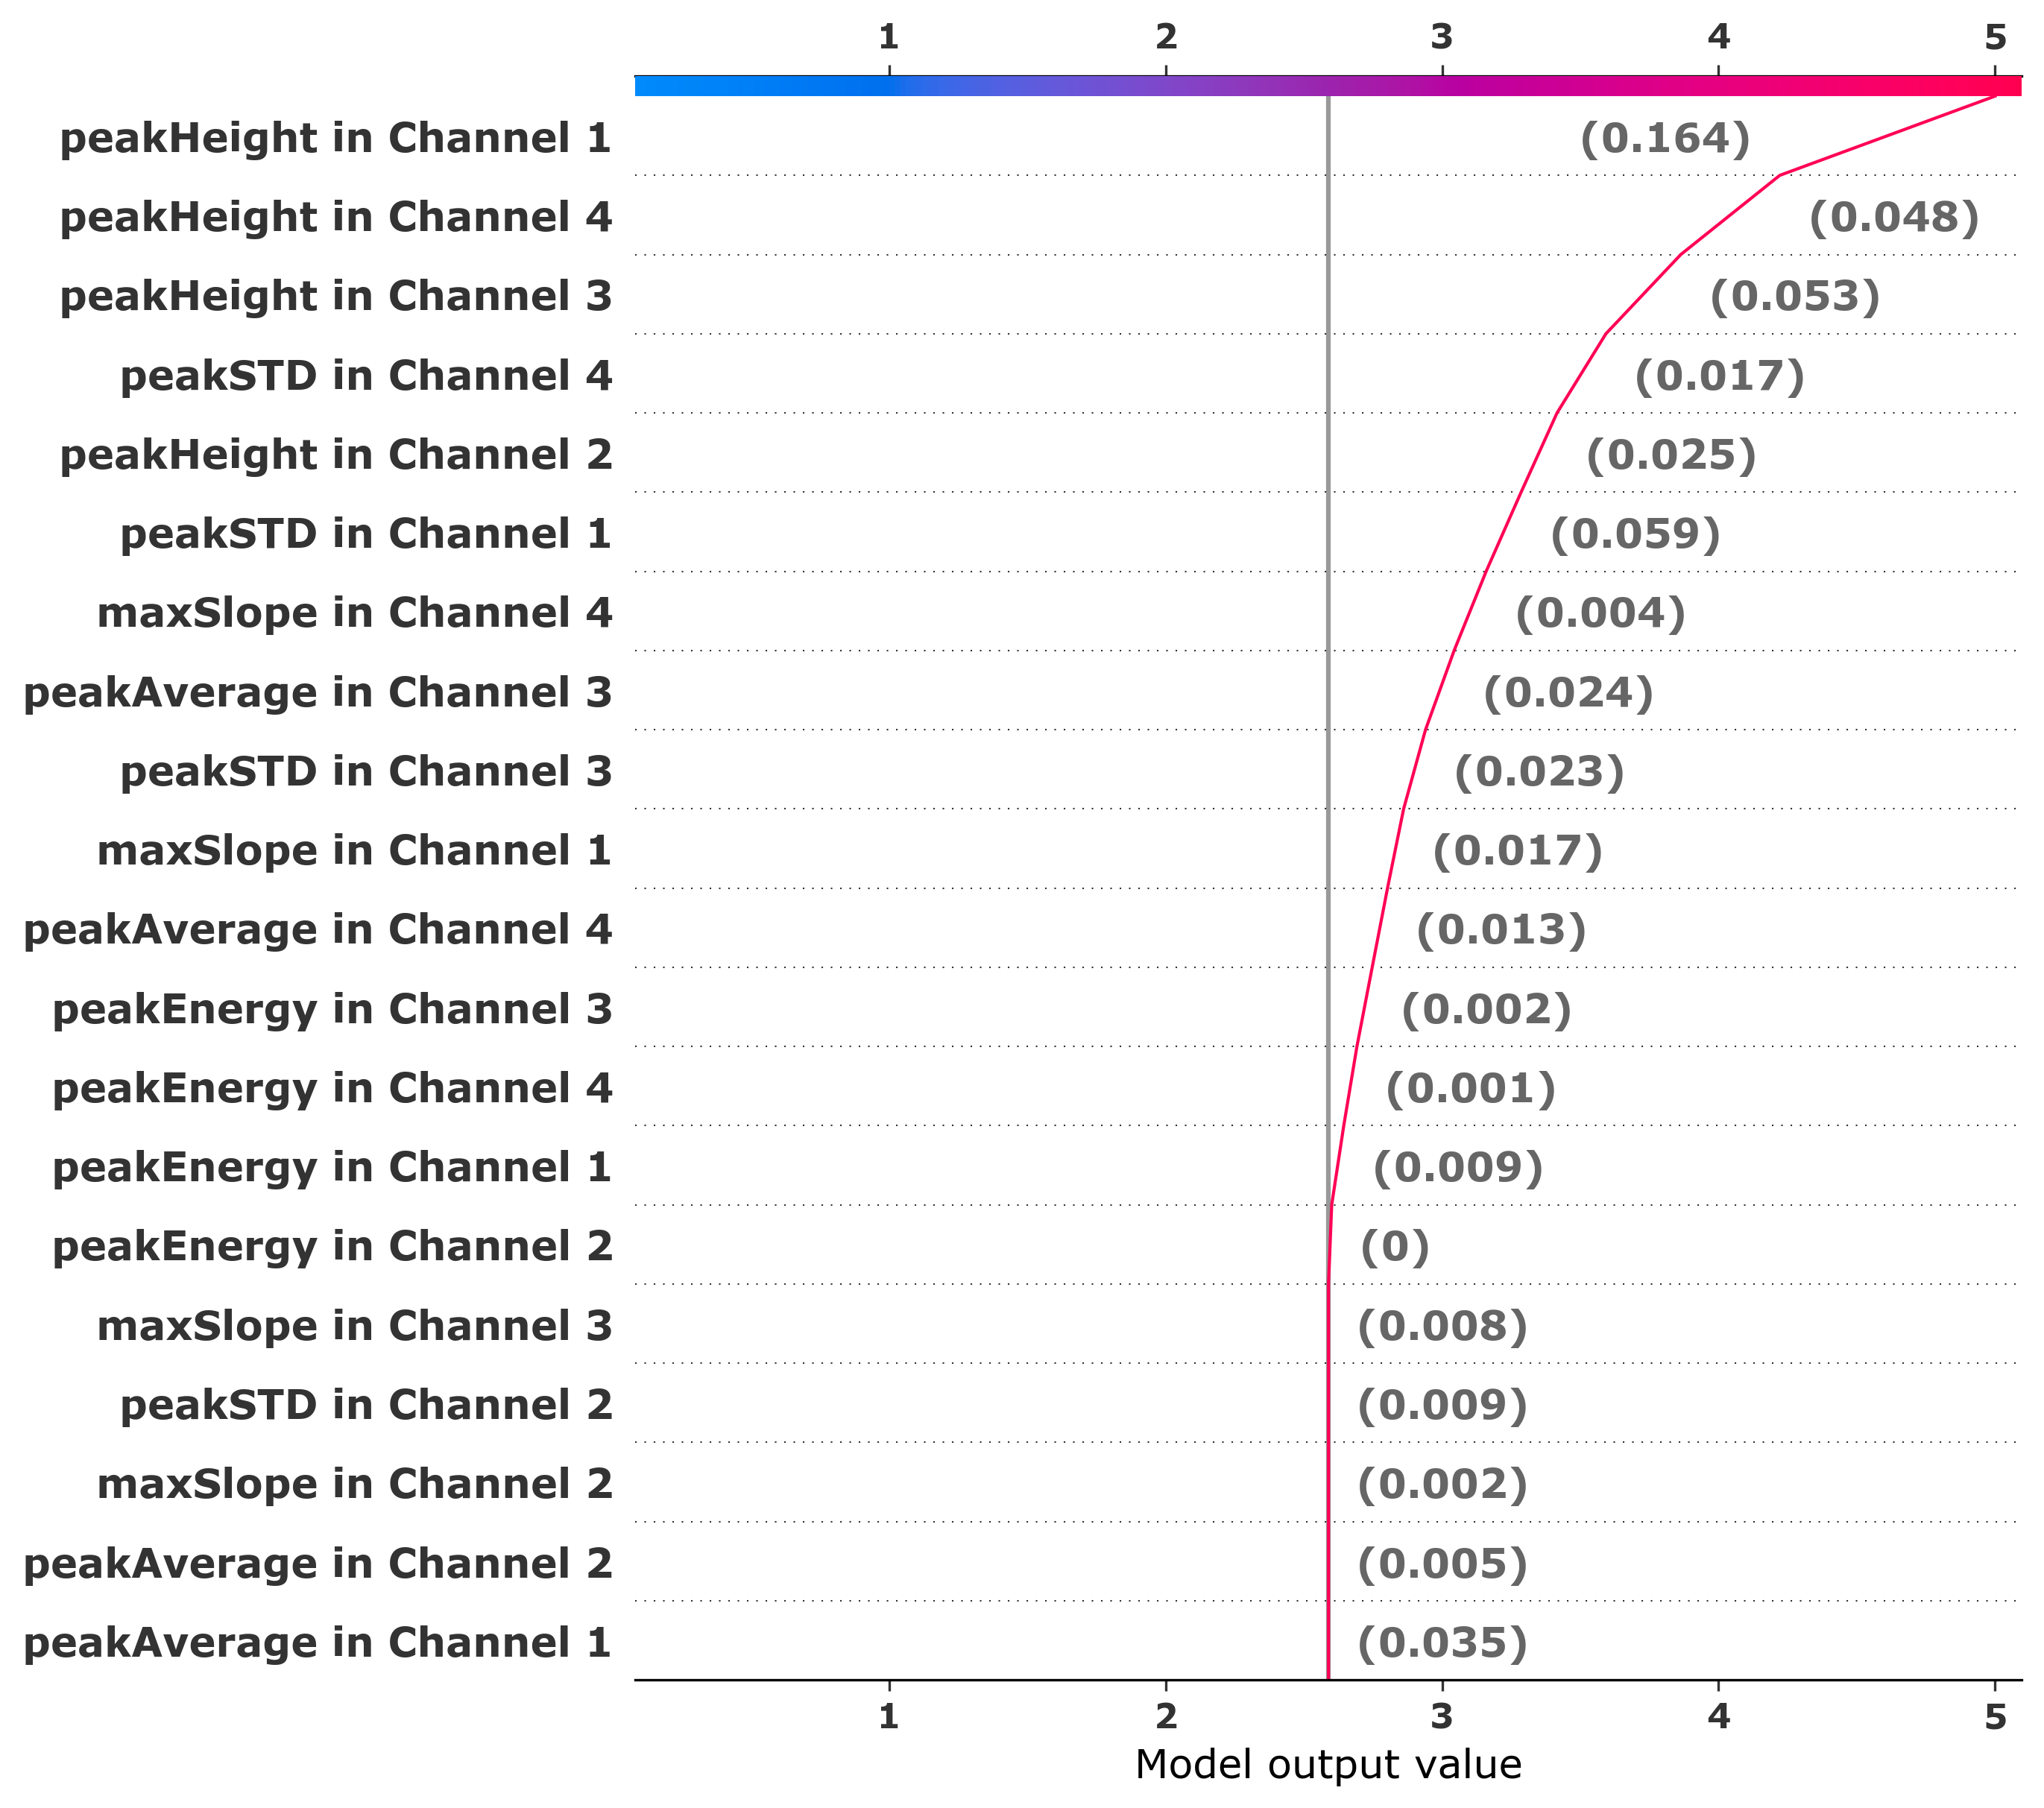 1 2 3 4 5
peakHeight in Channel 1 (0.164)
peakHeight in Channel 4 (0.048)
peakHeight in Channel 3 (0.053)
peakSTD in Channel 4 (0.017)
peakHeight in Channel 2 (0.025)
peakSTD in Channel 1 (0.059)
maxSlope in Channel 4 (0.004)
peakAverage in Channel 3 (0.024)
peakSTD in Channel 3 (0.023)
maxSlope in Channel 1 (0.017)
peakAverage in Channel 4 (0.013)
peakEnergy in Channel 3 (0.002)
peakEnergy in Channel 4 (0.001)
peakEnergy in Channel 1 (0.009)
peakEnergy in Channel 2 (0)
maxSlope in Channel 3 (0.008)
peakSTD in Channel 2 (0.009)
maxSlope in Channel 2 (0.002)
peakAverage in Channel 2 (0.005)
peakAverage in Channel 1 (0.035)
1 2 3 4 5
Model output value